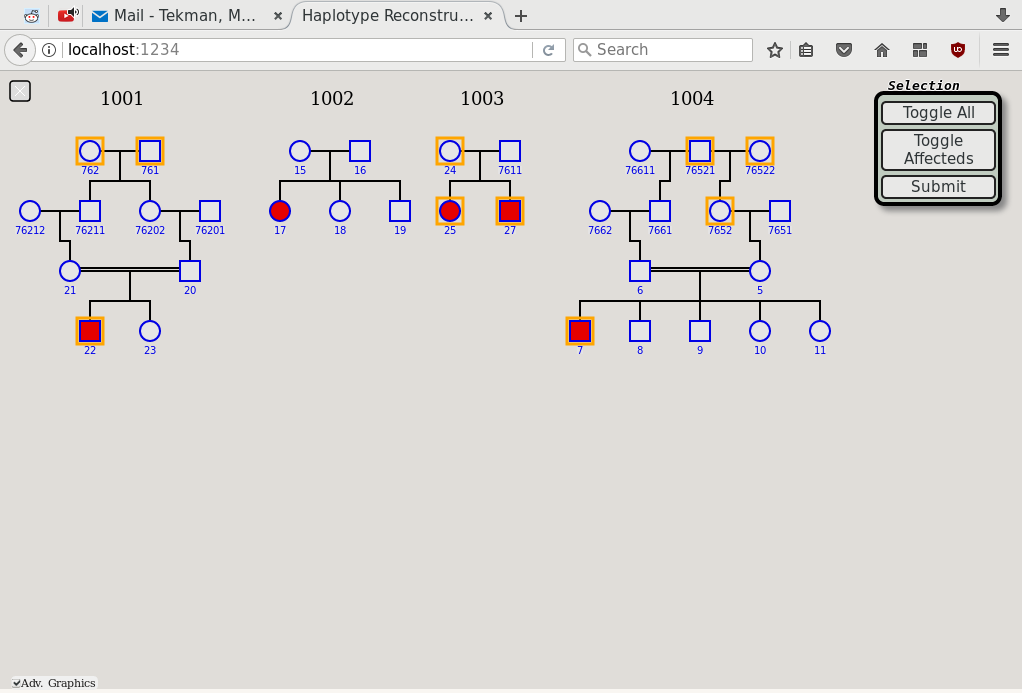 Mail - Tekman, M... Haplotype Reconstru...
localhost:1234 Search
1001 1002 1003 1004
Selection
Toggle All
Toggle
Affecteds
Submit
762 761 15 16 24 7611 76611 76521 76522
76212 76211 76202 76201 17 18 19 25 27 7662 7661 7652 7651
21 20 6 5
22 23 7 8 9 10 11
Adv. Graphics